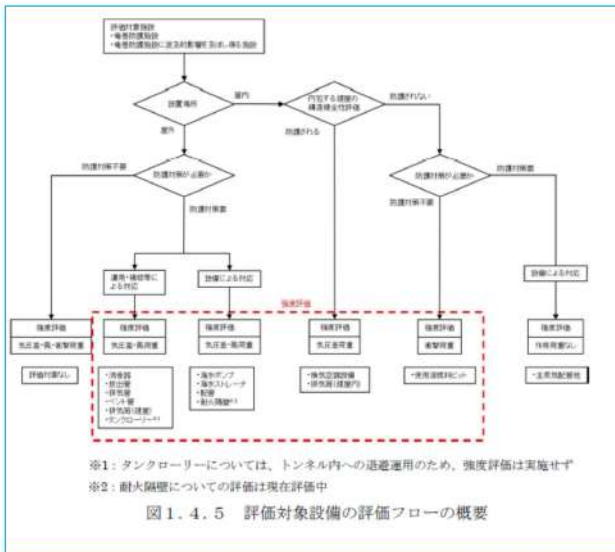 評価対象施設
・竜巻防護施設
・竜巻防護施設に波及的影響を及ぼし得る施設
設置場所
屋内
屋外
内包する建屋の
構造健全性評価
防護されない
防護される
防護対策が必要か
防護対策不要
防護対策要
防護対策が必要か
防護対策要
防護対策不要
運用・補修等に
よる対応
設備による対応
設備による対応
強度評価
強度評価
気圧差・風・衝撃荷重
評価対象なし
強度評価
気圧差・風荷重
・消音器
・放出管
・排気管
・ベント管
・排気筒(建屋)
・タンクローリー※1
強度評価
気圧差・風荷重
・海水ポンプ
・海水ストレーナ
・配管
・耐火隔壁※2
強度評価
気圧差荷重
・換気空調設備
・排気筒(建屋内)
強度評価
衝撃荷重
・使用済燃料ピット
強度評価
作用荷重なし
・主蒸気配管他
※1：タンクローリーについては、トンネル内への退避運用のため、強度評価は実施せず
※2：耐火隔壁についての評価は現在評価中
図１．４．５　評価対象設備の評価フローの概要